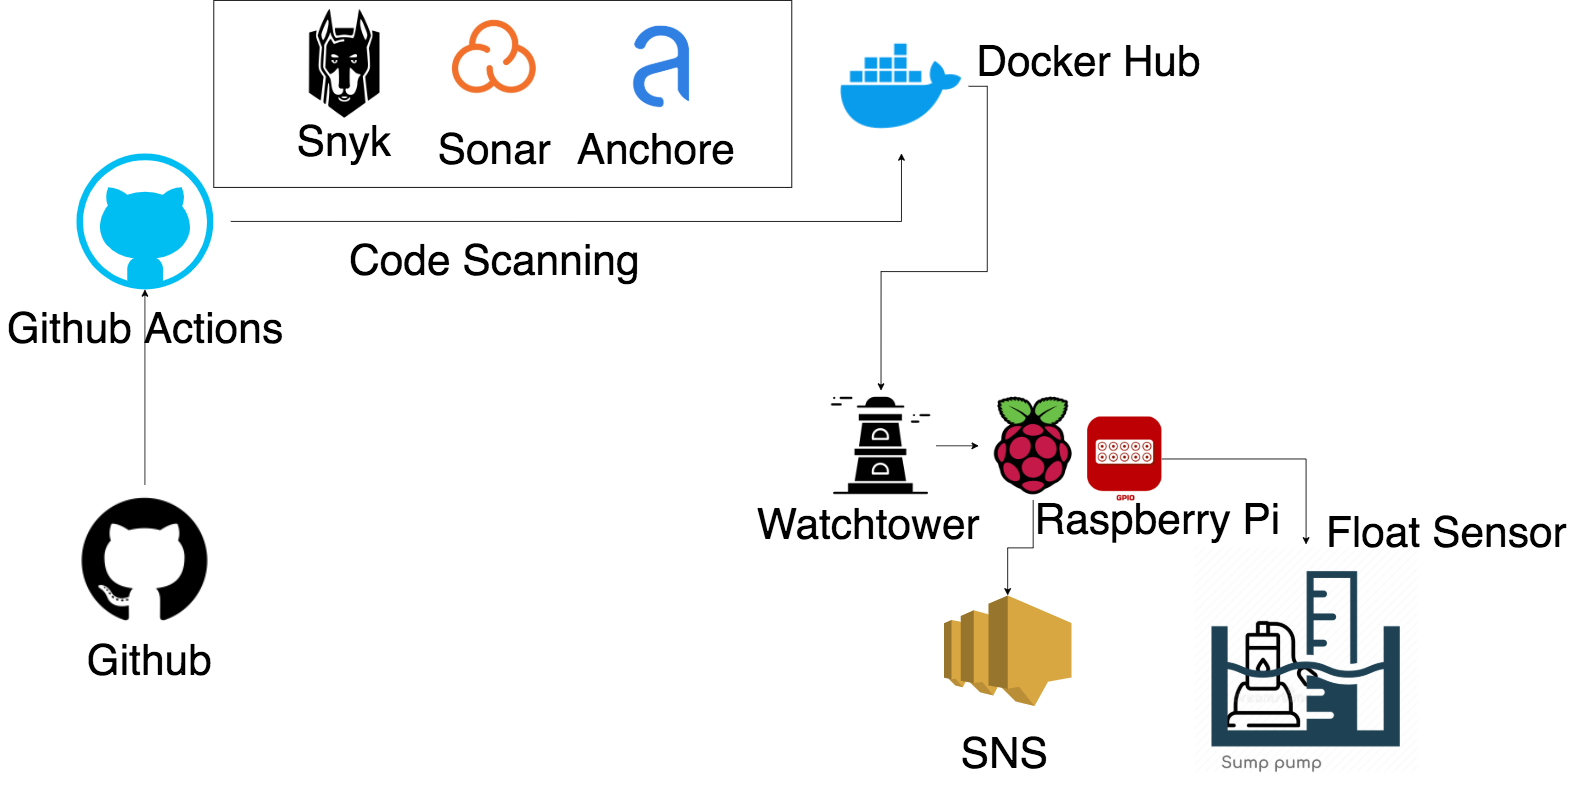 Snyk
Sonar
Anchore
Docker Hub
Code Scanning
Github Actions
D
D
GPIO
Watchtower
Raspberry Pi
Float Sensor
Github
SNS
Sump pump